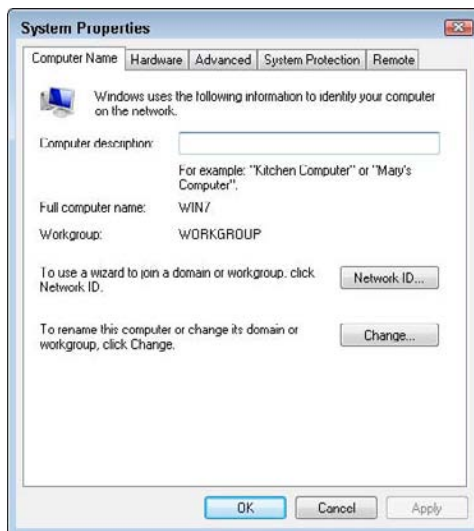 System Properties
Computer Name Hardware Advanced System Protection Remote
Windows uses the following information to identify your computer
on the network.
Computer description:
For example: "Kitchen Computer" or "Mary's
Computer".
Full computer name: WIN7
Workgroup: WORKGROUP
To use a wizard to join a domain or workgroup, click
Network ID.
Network ID...
To rename this computer or change its domain or
workgroup, click Change.
Change...
OK Cancel Apply